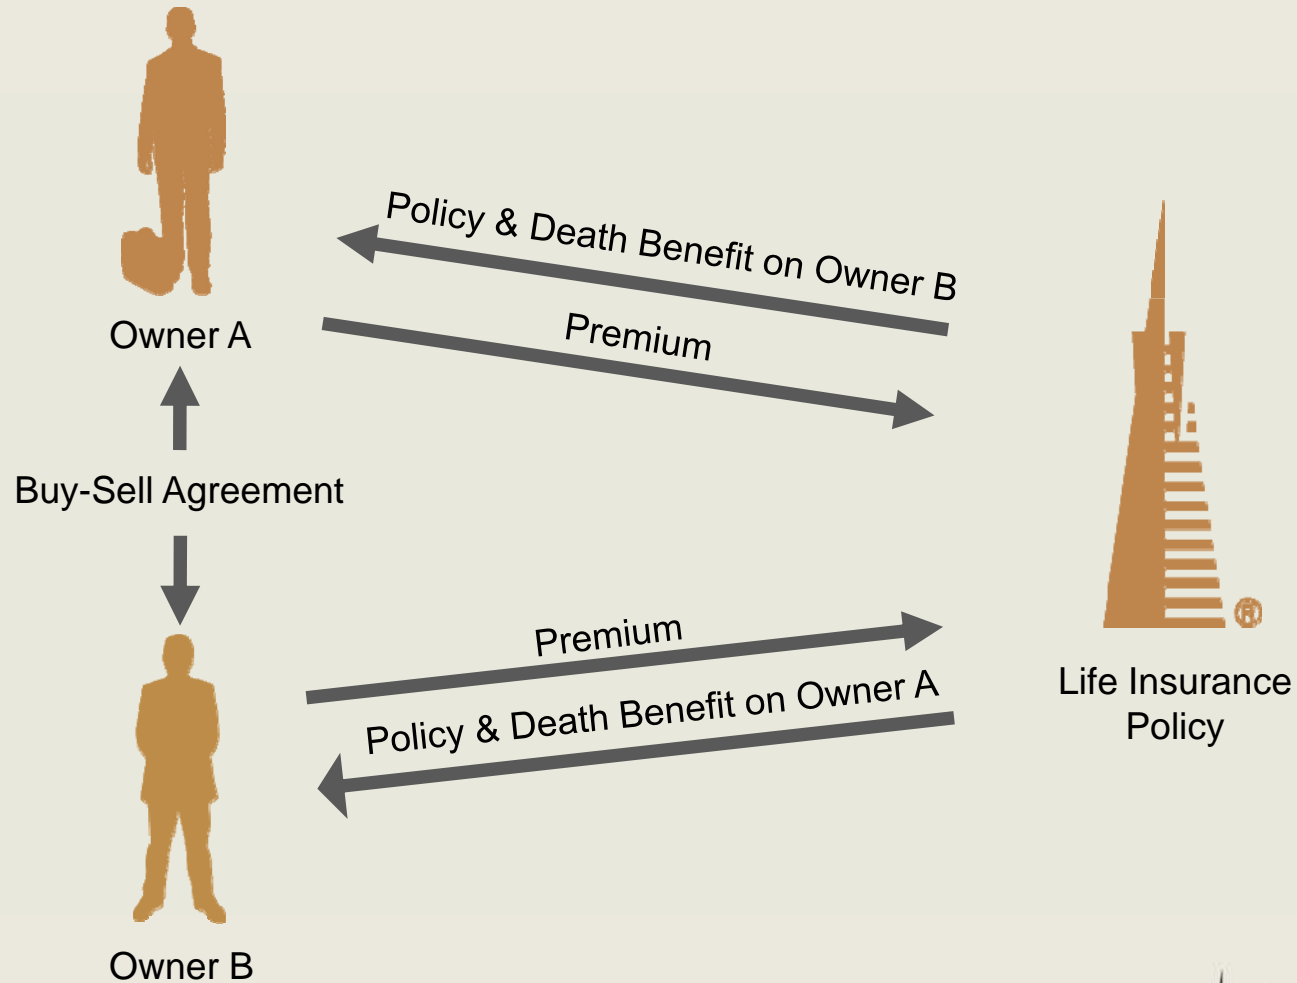 Policy & Death Benefit on Owner B
Owner A
Premium
Buy-Sell Agreement
Premium
Policy & Death Benefit on Owner A
Life Insurance
Policy
Owner B
®